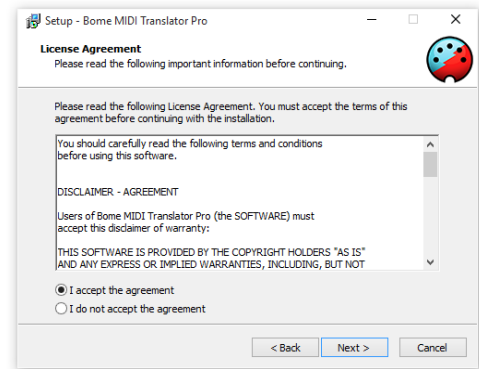 Setup - Bome MIDI Translator Pro
License Agreement
Please read the following important information before continuing.
Please read the following License Agreement. You must accept the terms of this
agreement before continuing with the installation.
You should carefully read the following terms and conditions
before using this software.
DISCLAIMER - AGREEMENT
Users of Bome MIDI Translator Pro (the SOFTWARE) must
accept this disclaimer of warranty:
THIS SOFTWARE IS PROVIDED BY THE COPYRIGHT HOLDERS "AS IS"
AND ANY EXPRESS OR IMPLIED WARRANTIES, INCLUDING, BUT NOT
I accept the agreement
I do not accept the agreement
< Back Next > Cancel